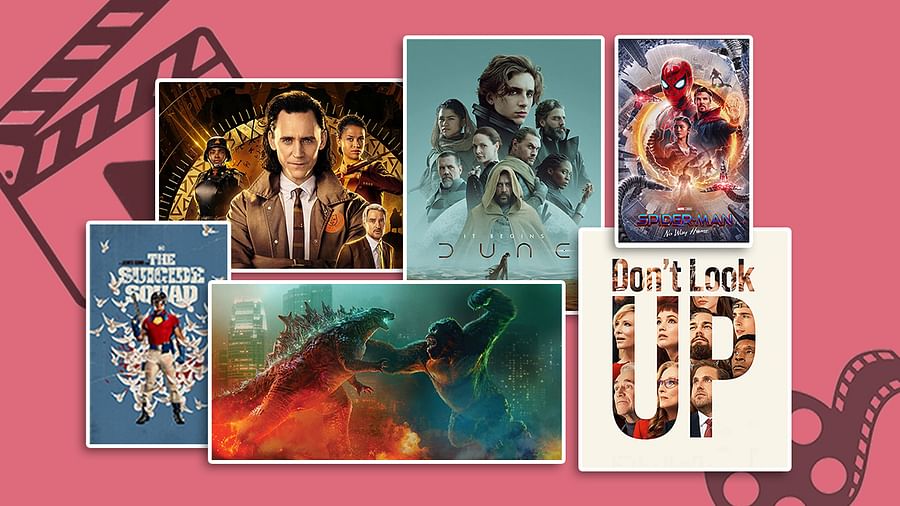 IT BEGINS
DUNE
SPIDER-MAN
No Way Home
THE
SUICIDE
SQUAD
Don't Look
UP